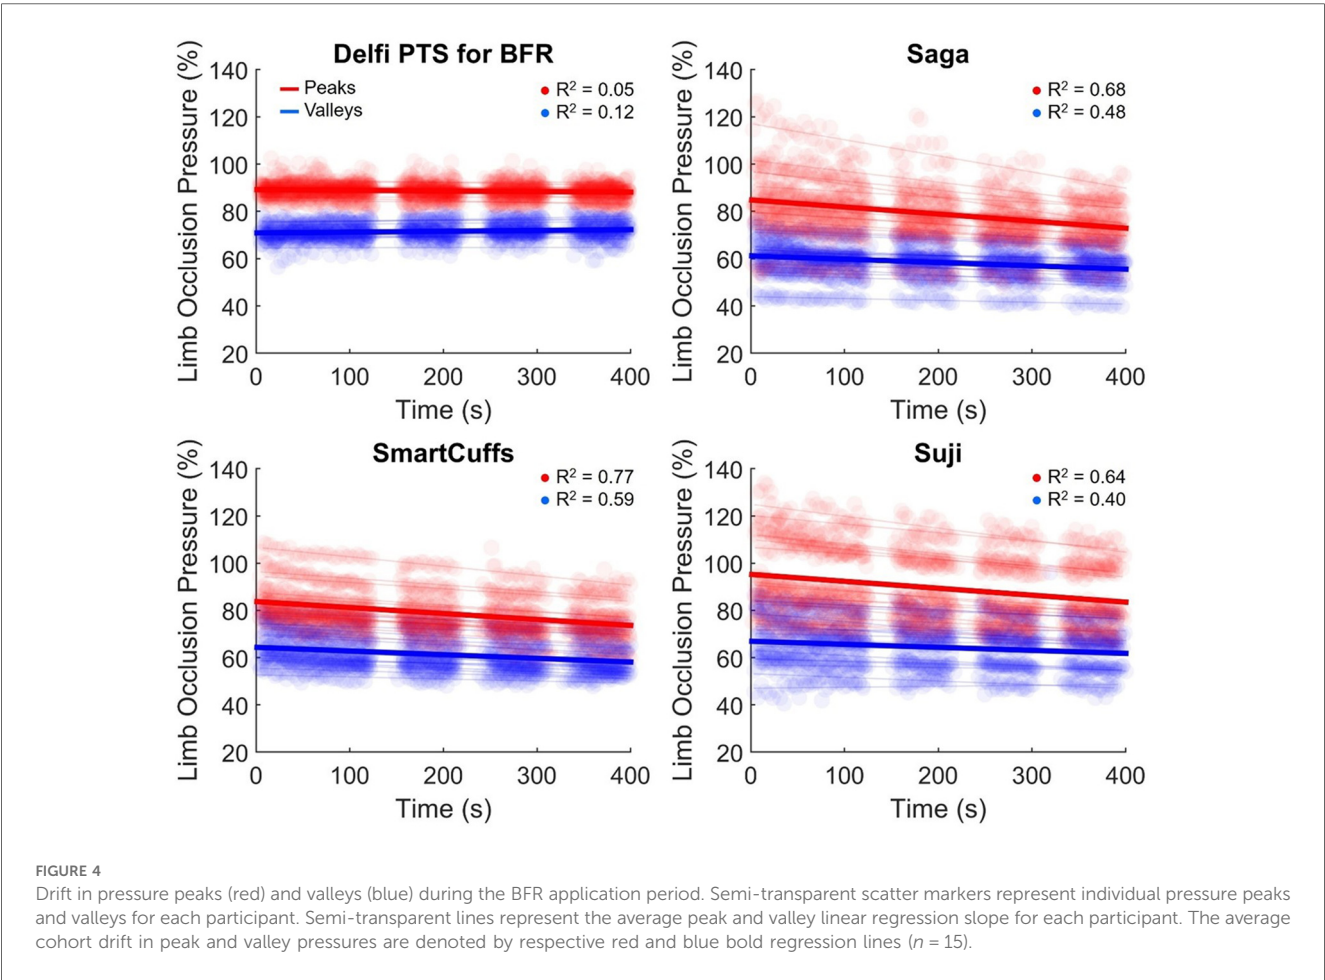 Delfi PTS for BFR
Limb Occlusion Pressure (%)
140
120
100
80
60
40
20
Peaks
Valleys
R² = 0.05
R² = 0.12
0 100 200 300 400
Time (s)
Saga
Limb Occlusion Pressure (%)
140
120
100
80
60
40
20
R² = 0.68
R² = 0.48
0 100 200 300 400
Time (s)
SmartCuffs
Limb Occlusion Pressure (%)
140
120
100
80
60
40
20
R² = 0.77
R² = 0.59
0 100 200 300 400
Time (s)
Suji
Limb Occlusion Pressure (%)
140
120
100
80
60
40
20
R² = 0.64
R² = 0.40
0 100 200 300 400
Time (s)
FIGURE 4
Drift in pressure peaks (red) and valleys (blue) during the BFR application period. Semi-transparent scatter markers represent individual pressure peaks
and valleys for each participant. Semi-transparent lines represent the average peak and valley linear regression slope for each participant. The average
cohort drift in peak and valley pressures are denoted by respective red and blue bold regression lines (n = 15).